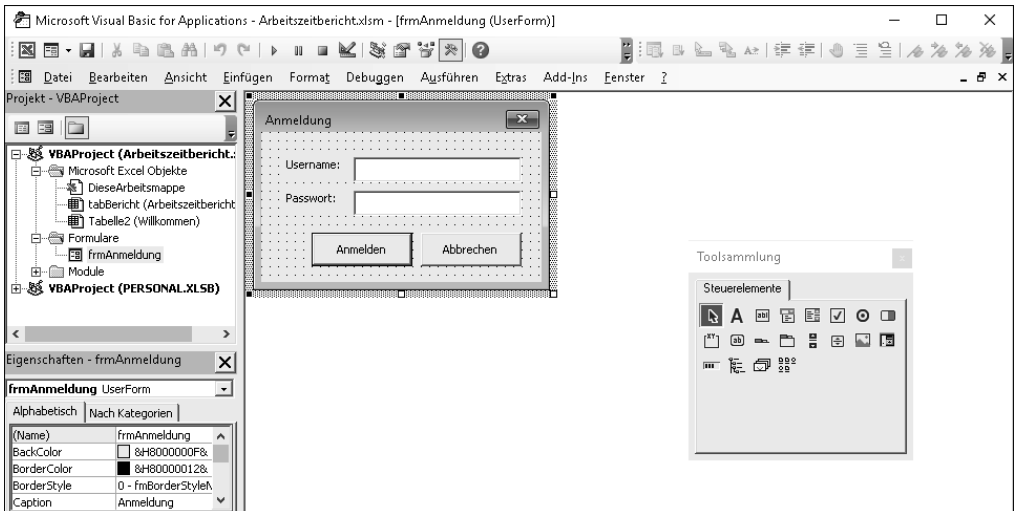 Microsoft Visual Basic for Applications - Arbeitszeitbericht.xlsm - [frmAnmeldung (UserForm)]
Datei Bearbeiten Ansicht Einfügen Format Debuggen Ausführen Extras Add-Ins Fenster ?
Projekt - VBAProject
VBAProject (Arbeitszeitbericht.:
Microsoft Excel Objekte
DieseArbeitsmappe
tabBericht (Arbeitszeitbericht
Tabelle2 (Willkommen)
Formulare
frmAnmeldung
Module
VBAProject (PERSONAL.XLSB)
Eigenschaften - frmAnmeldung
frmAnmeldung UserForm
Alphabetisch Nach Kategorien
(Name) frmAnmeldung
BackColor &H8000000F&
BorderColor &H80000012&
BorderStyle 0 - fmBorderStyleN
Caption Anmeldung
Anmeldung
Username:
Passwort:
Anmelden Abbrechen
Toolsammlung
Steuerelemente